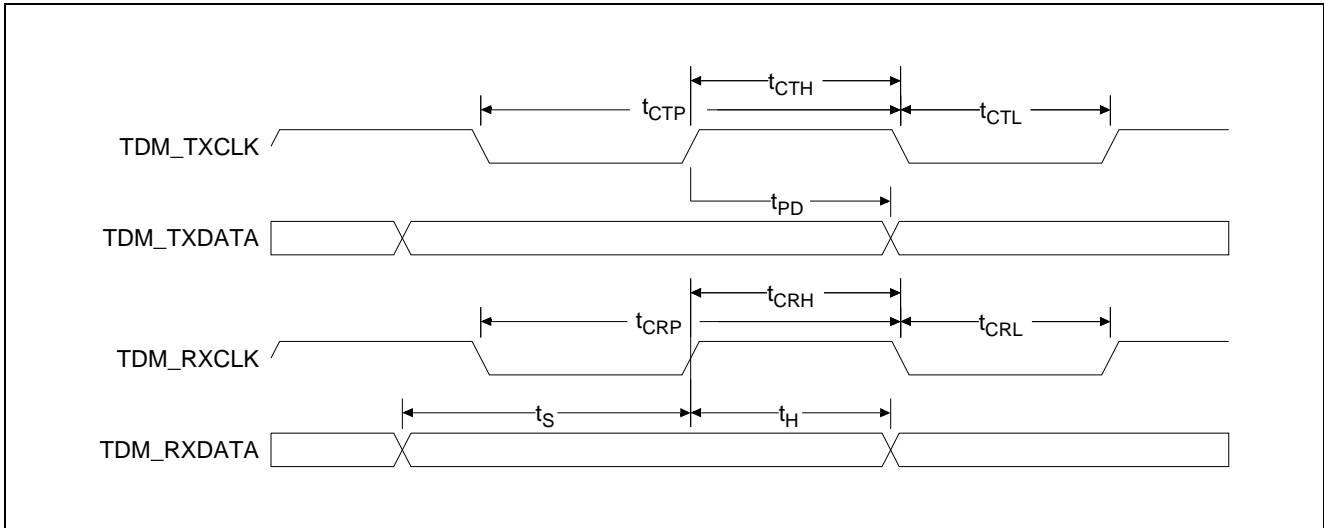 tCTH
tCTP
tCTL
TDM_TXCLK
tPD
TDM_TXDATA
tCRH
tCRP
tCRL
TDM_RXCLK
tS
tH
TDM_RXDATA